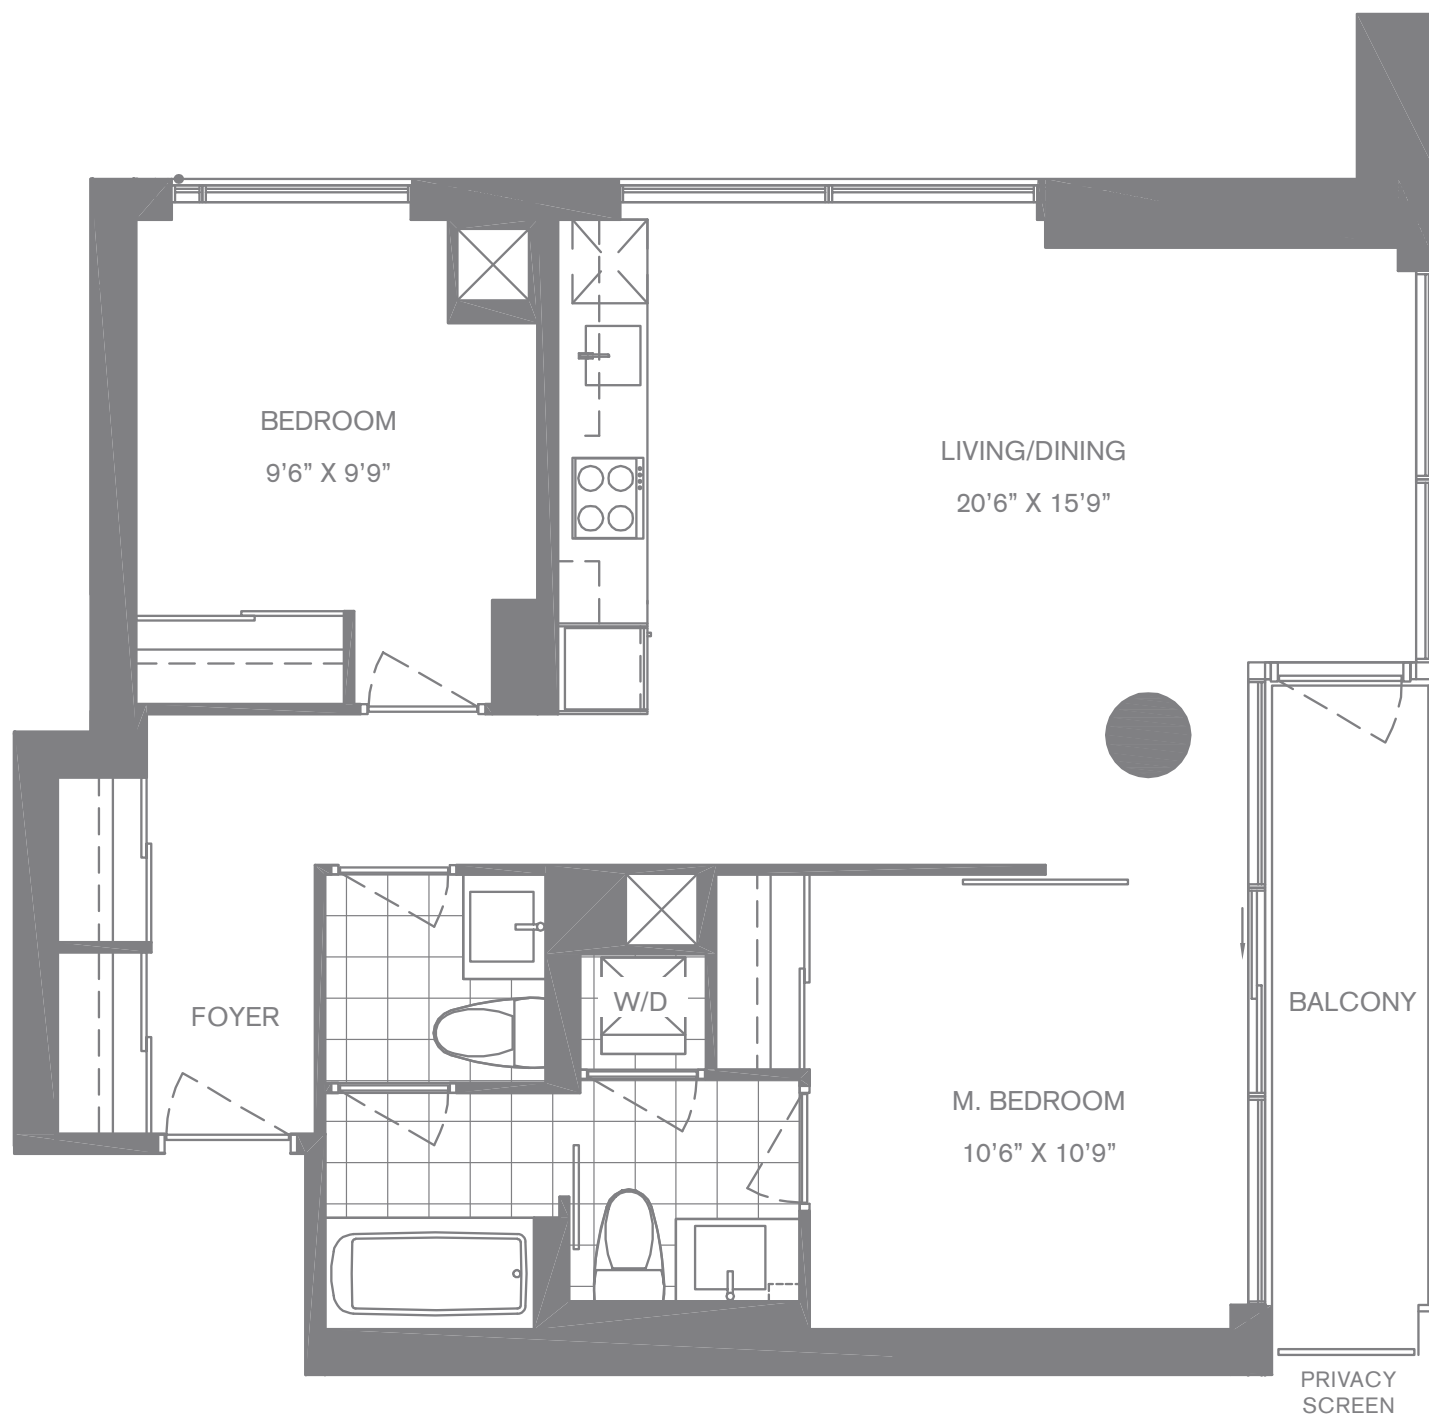 BEDROOM
9’6” X 9’9”
LIVING/DINING
20’6” X 15’9”
FOYER
W/D
BALCONY
M. BEDROOM
10’6” X 10’9”
PRIVACY
SCREEN